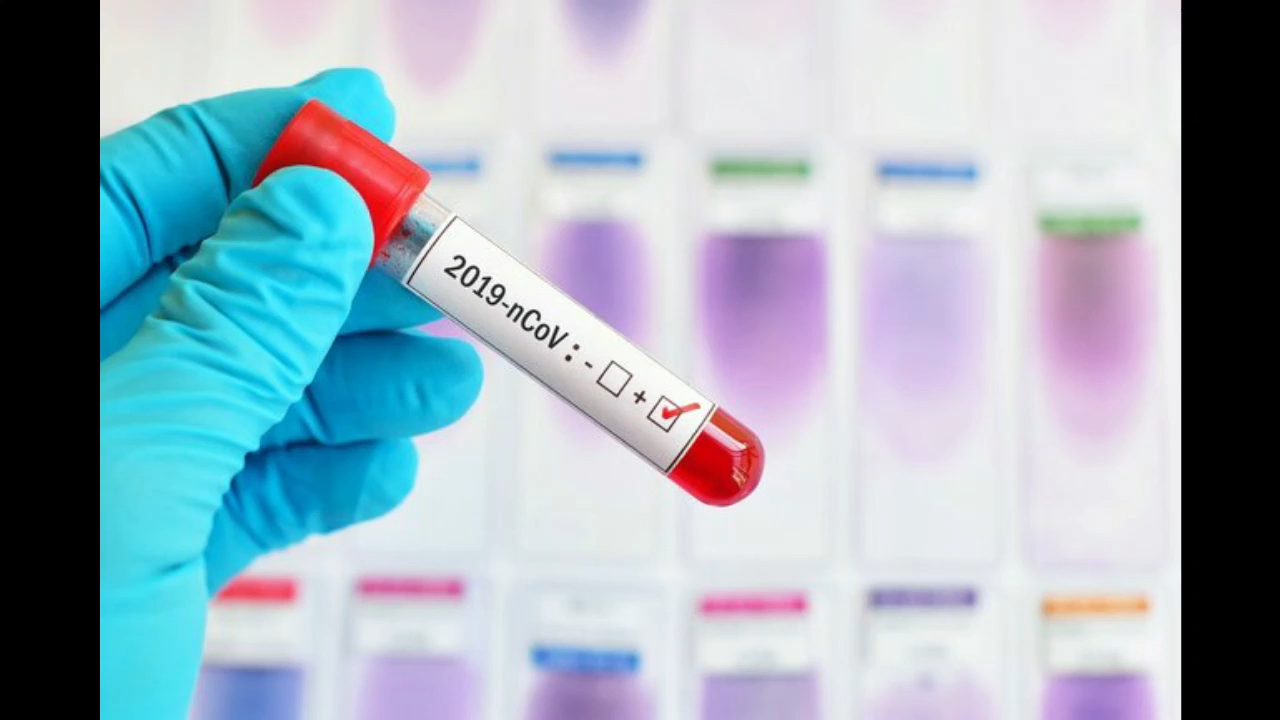 2019-nCoV : - ☐ + ☑